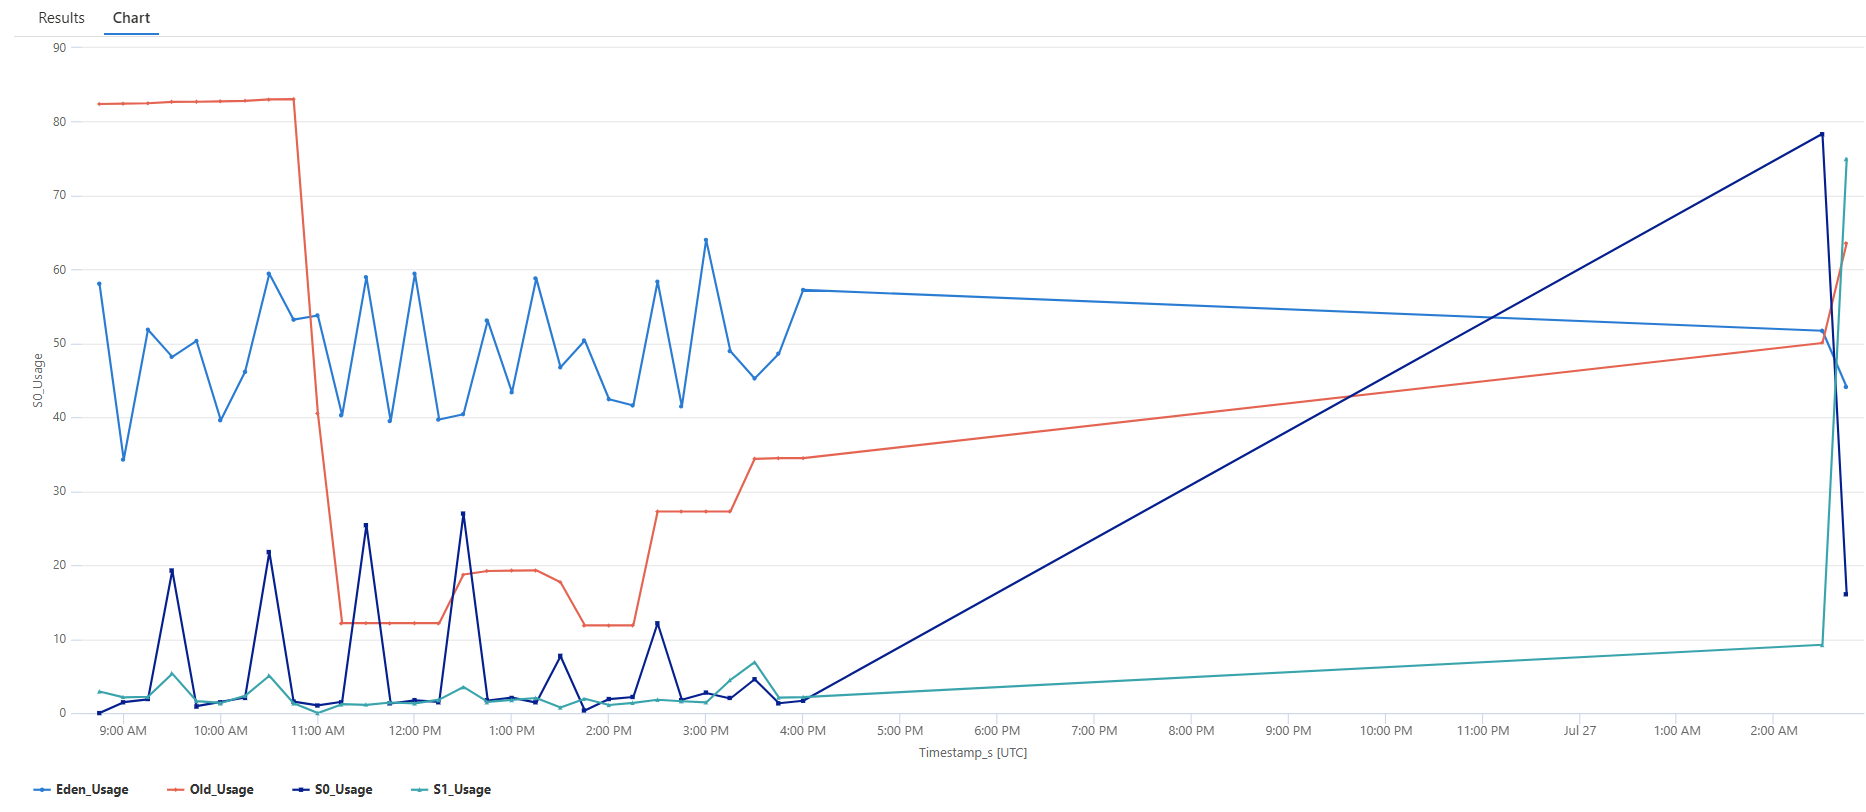 Results Chart
90
80
70
60
50
40
30
20
10
0
S0_Usage
9:00 AM 10:00 AM 11:00 AM 12:00 PM 1:00 PM 2:00 PM 3:00 PM 4:00 PM 5:00 PM 6:00 PM 7:00 PM 8:00 PM 9:00 PM 10:00 PM 11:00 PM Jul 27 1:00 AM 2:00 AM
Timestamp_s [UTC]
Eden_Usage Old_Usage S0_Usage S1_Usage